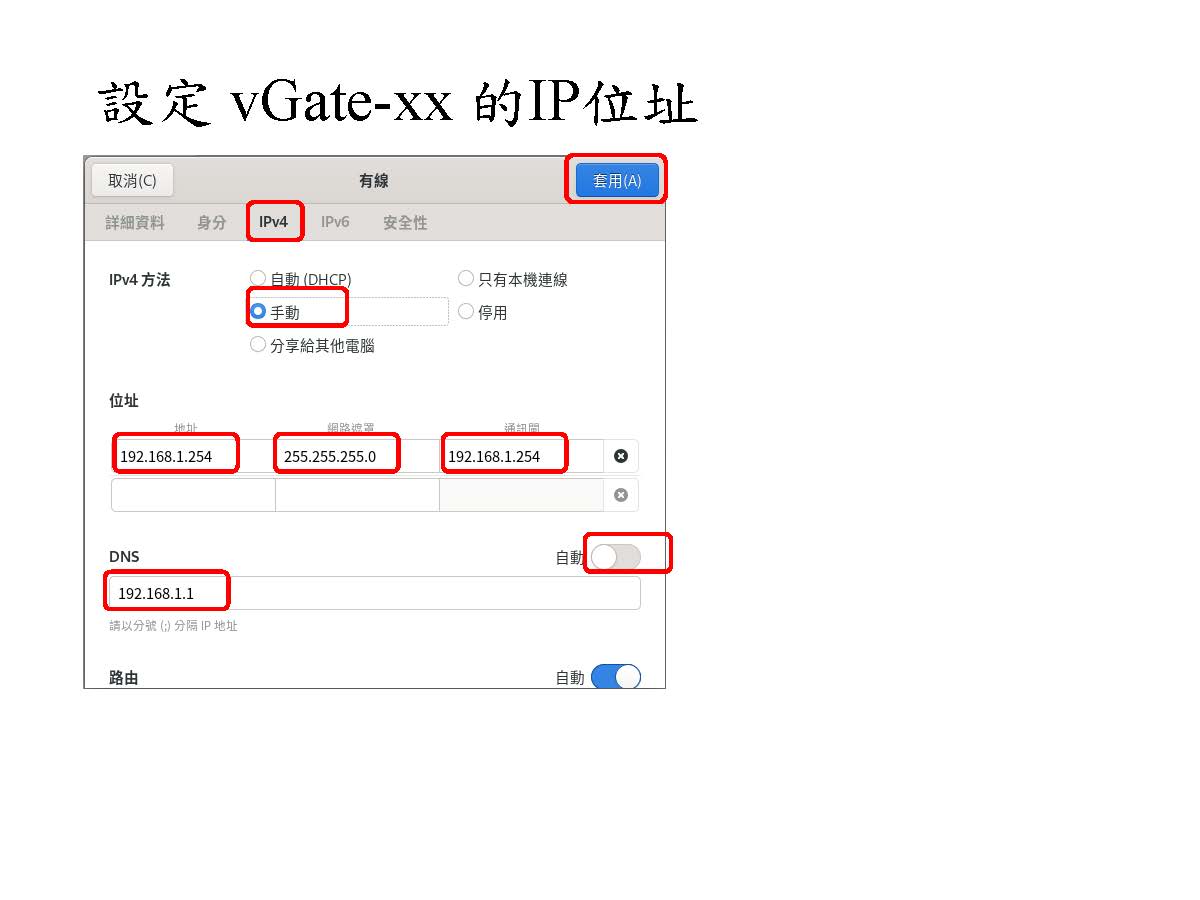 設定 vGate-xx 的IP位址
取消(C) 有線 套用(A)
詳細資料 身分 IPv4 IPv6 安全性
IPv4 方法 自動 (DHCP) 只有本機連線
手動 停用
分享給其他電腦
位址
地址 網路遮罩 通訊閘
192.168.1.254 255.255.255.0 192.168.1.254
DNS 自動
192.168.1.1
請以分號 (;) 分隔 IP 地址
路由 自動